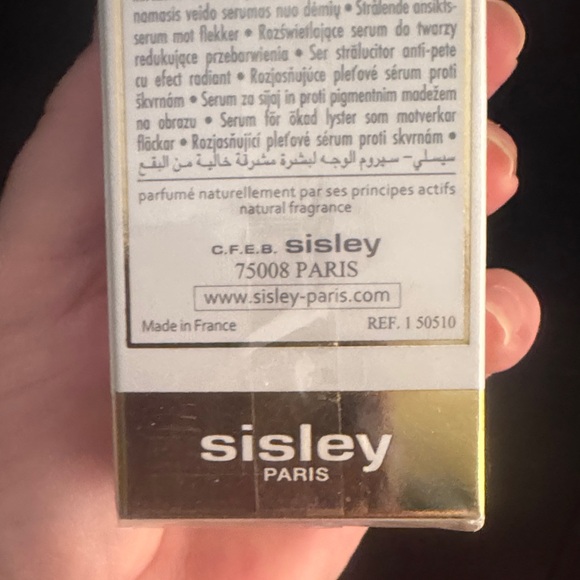 namasis veido serumas nuo dėmių • Strålende ansikts-
serum mot flekker • Rozświetlające serum do twarzy
redukujące przebarwienia • Ser strălucitor anti-pete
cu efect radiant • Rozjasňujúce pleťové sérum proti
škvrnám • Serum za sijaj in proti pigmentnim madežem
na obrazu • Serum för ökad lyster som motverkar
fläckar • Rozjasňující pleťové sérum proti skvrnám •
سيسلي- سيروم الوجه لبشرة مشرقة خالية من البقع
parfumé naturellement par ses principes actifs
natural fragrance
C.F.E.B. sisley
75008 PARIS
www.sisley-paris.com
Made in France REF. 1 50510
sisley
PARIS